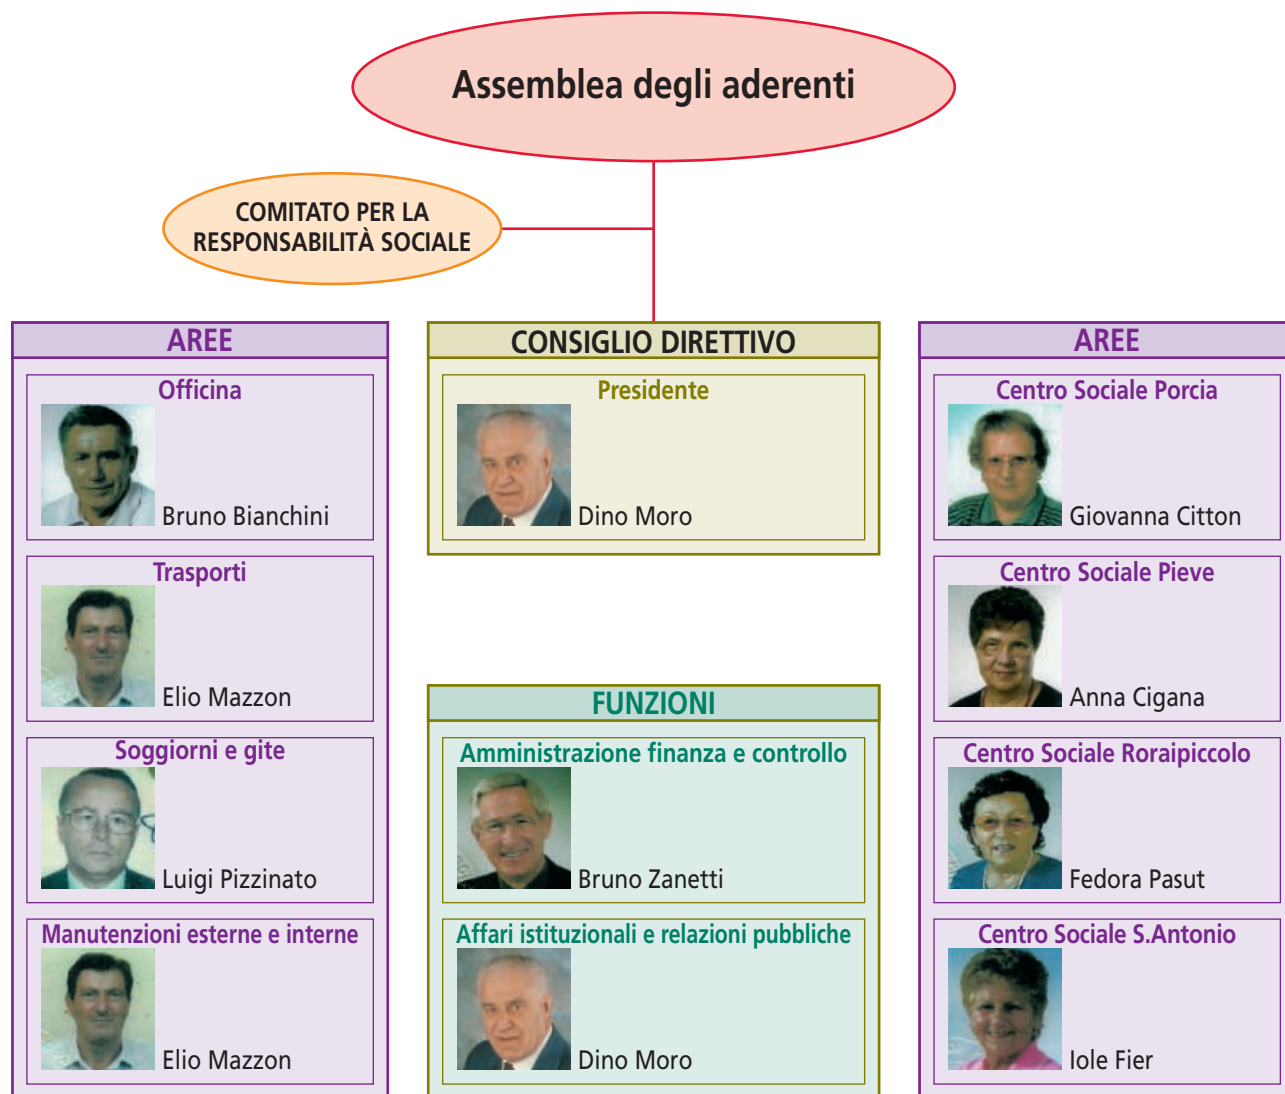 Assemblea degli aderenti
COMITATO PER LA
RESPONSABILITÀ SOCIALE
AREE
Officina
Bruno Bianchini
Trasporti
Elio Mazzon
Soggiorni e gite
Luigi Pizzinato
Manutenzioni esterne e interne
Elio Mazzon
CONSIGLIO DIRETTIVO
Presidente
Dino Moro
FUNZIONI
Amministrazione finanza e controllo
Bruno Zanetti
Affari istituzionali e relazioni pubbliche
Dino Moro
AREE
Centro Sociale Porcia
Giovanna Citton
Centro Sociale Pieve
Anna Cigana
Centro Sociale Roraipiccolo
Fedora Pasut
Centro Sociale S.Antonio
Iole Fier